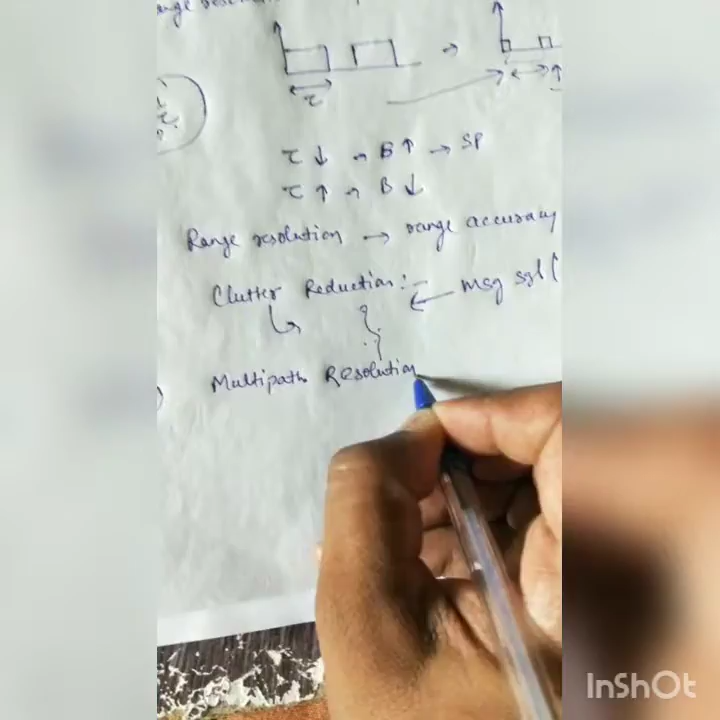 τ
τ ↓ → B ↑ → SP
τ ↑ → B ↓
Range resolution → range accuracy
Clutter Reduction:- ← msg sgl (
Multipath Resolution
InShOt